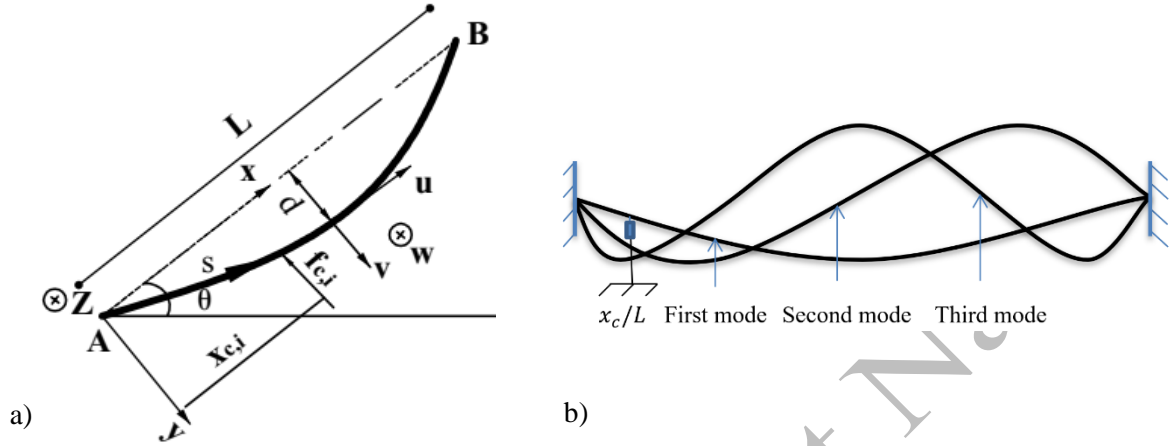 B
L
x
u
d
w
v
S
f_{c,i}
Z
θ
A
X_{c,i}
y
a)
x_c/L First mode Second mode Third mode
b)